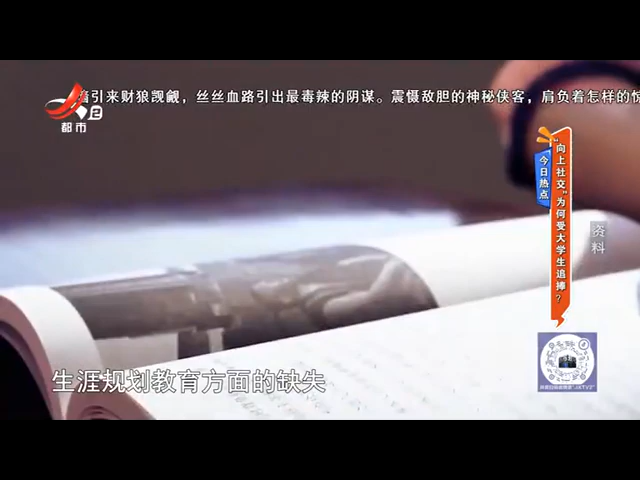 引来财狼觊觎，丝丝血路引出最毒辣的阴谋。震慑敌胆的神秘侠客，肩负着怎样的
2
都市
今日热点
“向上社交”为何受大学生追捧？
资料
生涯规划教育方面的缺失